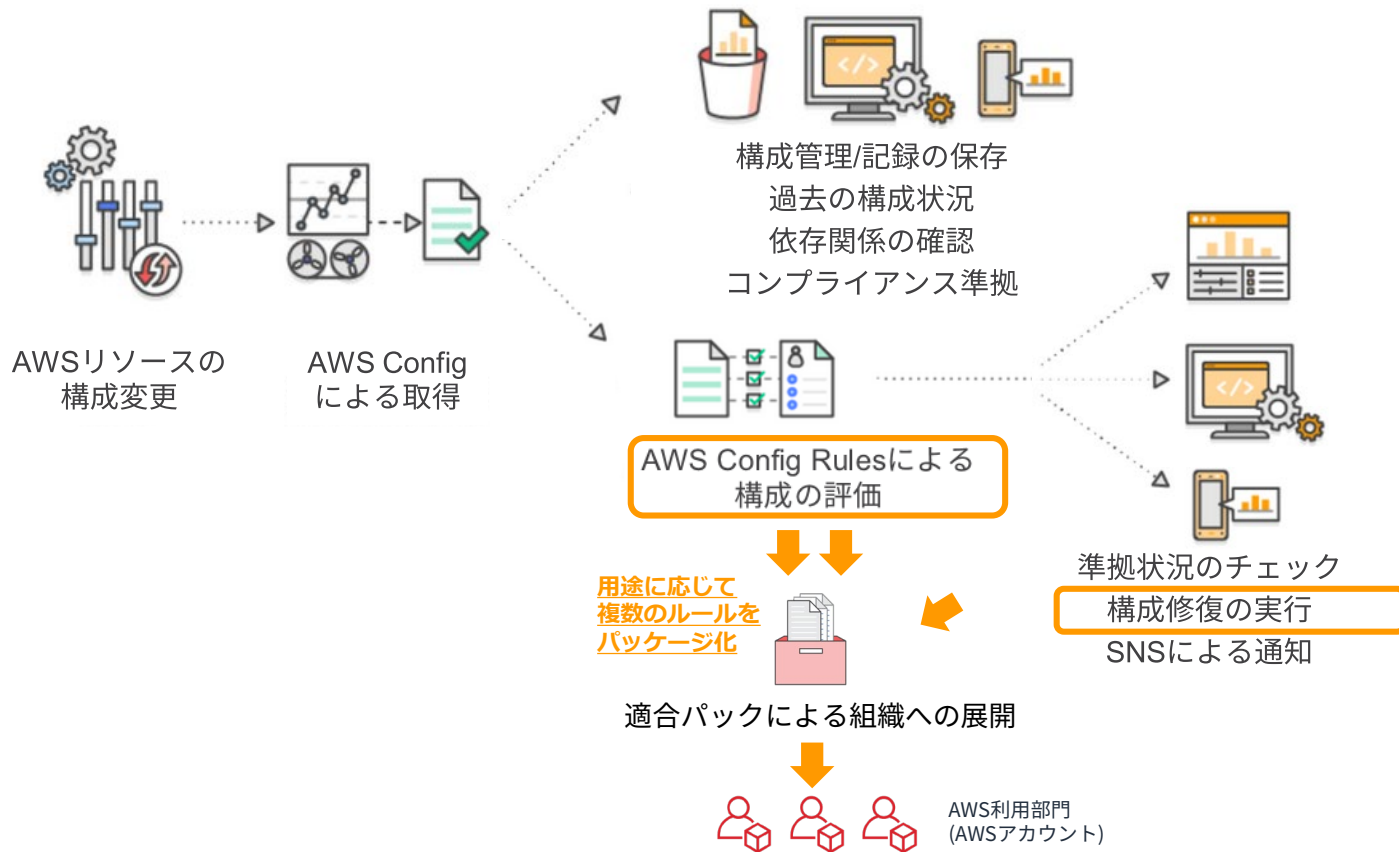 構成管理/記録の保存
過去の構成状況
依存関係の確認
コンプライアンス準拠
AWSリソースの
構成変更
AWS Config
による取得
</>
AWS Config Rulesによる
構成の評価
</>
準拠状況のチェック
構成修復の実行
SNSによる通知
用途に応じて
複数のルールを
パッケージ化
適合パックによる組織への展開
AWS利用部門
(AWSアカウント)